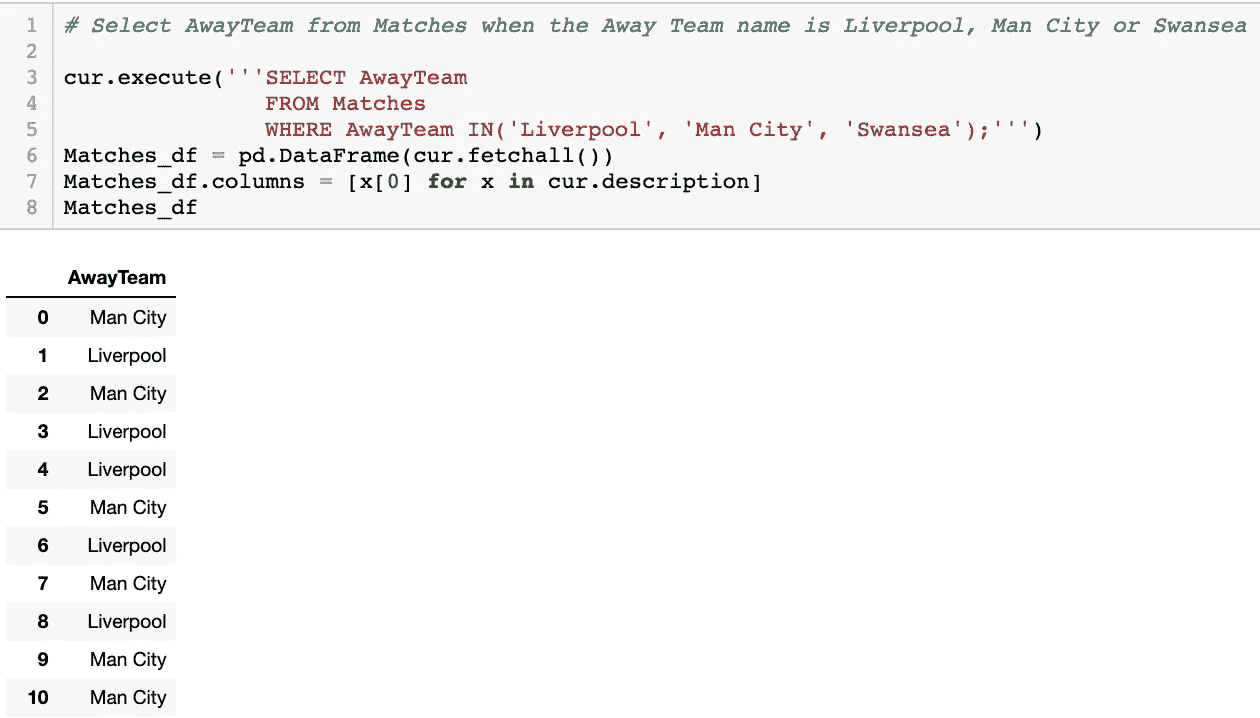 1 # Select AwayTeam from Matches when the Away Team name is Liverpool, Man City or Swansea
2
3 cur.execute('''SELECT AwayTeam
4 FROM Matches
5 WHERE AwayTeam IN('Liverpool', 'Man City', 'Swansea');''')
6 Matches_df = pd.DataFrame(cur.fetchall())
7 Matches_df.columns = [x[0] for x in cur.description]
8 Matches_df
AwayTeam
0 Man City
1 Liverpool
2 Man City
3 Liverpool
4 Liverpool
5 Man City
6 Liverpool
7 Man City
8 Liverpool
9 Man City
10 Man City